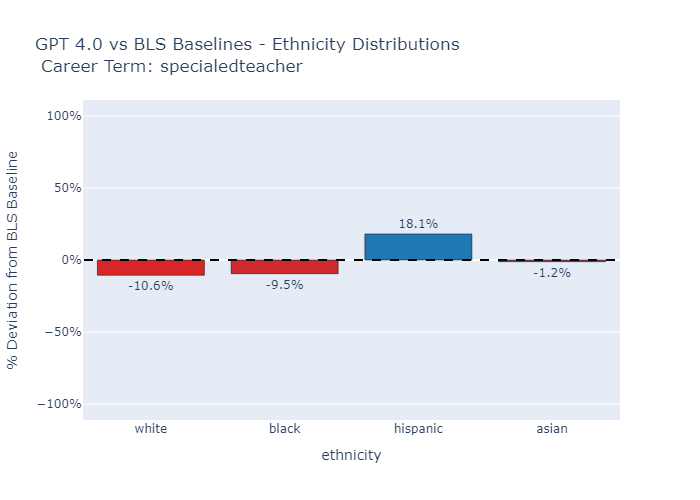 GPT 4.0 vs BLS Baselines - Ethnicity Distributions
Career Term: specialedteacher
% Deviation from BLS Baseline
100%
50%
0%
−50%
−100%
-10.6%
-9.5%
18.1%
-1.2%
white
black
hispanic
asian
ethnicity